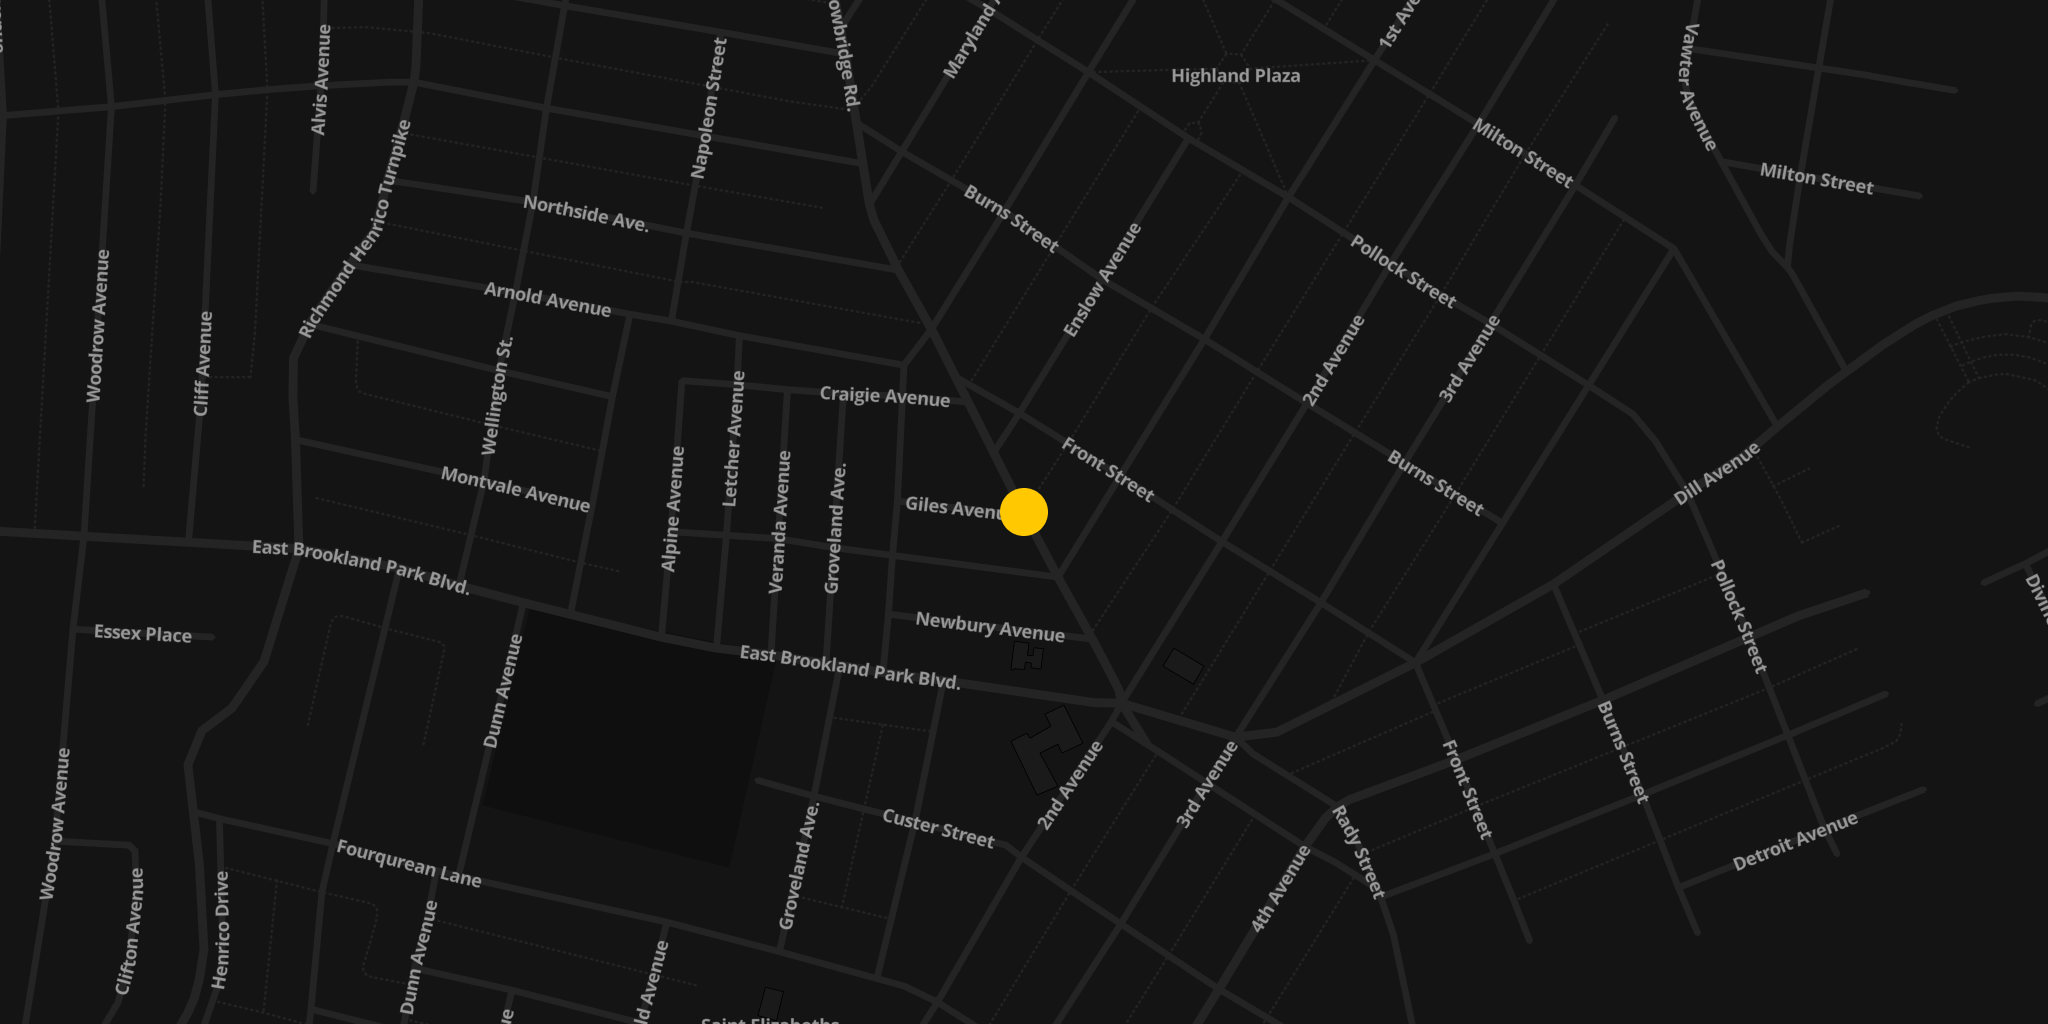 Alvis Avenue
Napoleon Street
owbridge Rd.
Maryland
1st Ave
Highland Plaza
Vawter Avenue
Milton Street
Milton Street
Richmond Henrico Turnpike
Northside Ave.
Burns Street
Enslow Avenue
Pollock Street
Woodrow Avenue
Cliff Avenue
Arnold Avenue
Wellington St.
2nd Avenue
3rd Avenue
Letcher Avenue
Craigie Avenue
Front Street
Burns Street
Dill Avenue
Montvale Avenue
Alpine Avenue
Veranda Avenue
Groveland Ave.
Giles Avenu
East Brookland Park Blvd.
Pollock Street
Essex Place
Newbury Avenue
Dunn Avenue
East Brookland Park Blvd.
Burns Street
Woodrow Avenue
2nd Avenue
3rd Avenue
Front Street
Fourqurean Lane
Groveland Ave.
Custer Street
Rady Street
4th Avenue
Detroit Avenue
Clifton Avenue
Henrico Drive
Dunn Avenue
ld Avenue
Saint Elizabeths